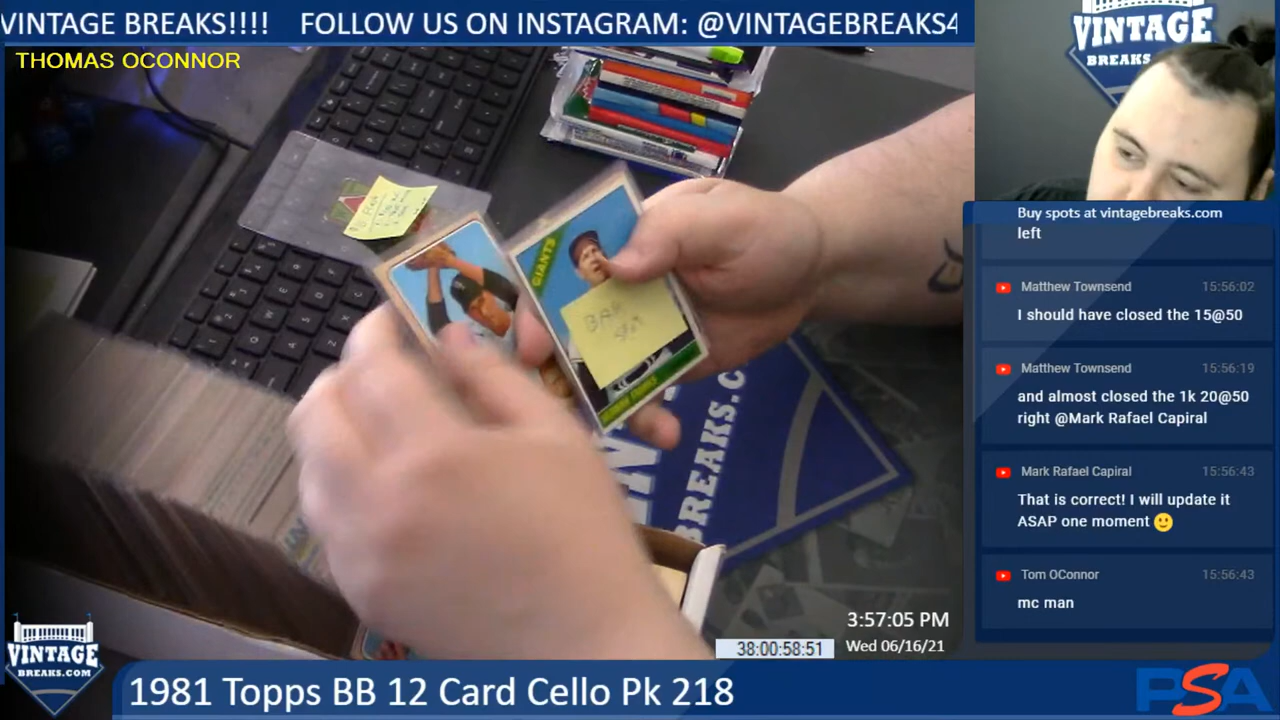 VINTAGE BREAKS!!!!    FOLLOW US ON INSTAGRAM: @VINTAGEBREAKS4
THOMAS OCONNOR
VINTAGE
BREAKS.
GIANTS
BREAKS.C
Buy spots at vintagebreaks.com
left
Matthew Townsend 15:56:02
I should have closed the 15@50
Matthew Townsend 15:56:19
and almost closed the 1k 20@50
right @Mark Rafael Capiral
Mark Rafael Capiral 15:56:43
That is correct! I will update it
ASAP one moment 🙂
Tom OConnor 15:56:43
mc man
3:57:05 PM
38:00:58:51 Wed 06/16/21
VINTAGE
BREAKS.COM
1981 Topps BB 12 Card Cello Pk 218
PSA